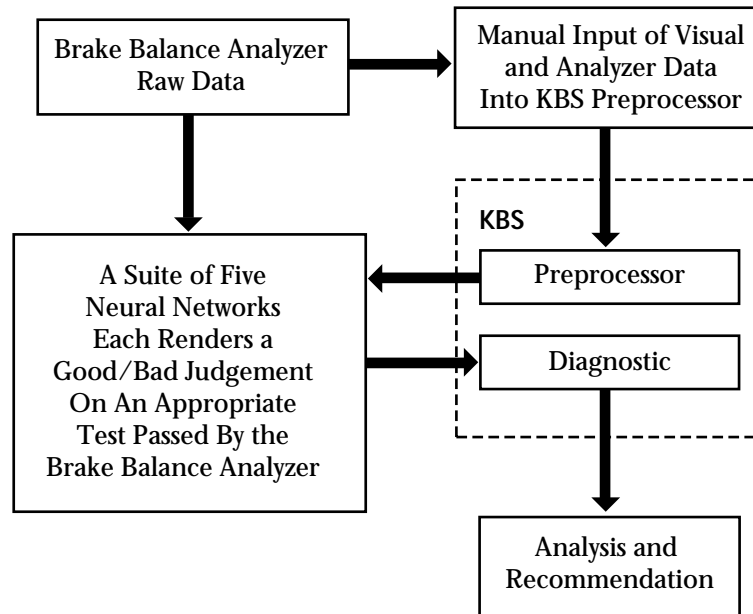 Brake Balance Analyzer
Raw Data
Manual Input of Visual
and Analyzer Data
Into KBS Preprocessor
KBS
Preprocessor
A Suite of Five
Neural Networks
Each Renders a
Good/Bad Judgement
On An Appropriate
Test Passed By the
Brake Balance Analyzer
Diagnostic
Analysis and
Recommendation